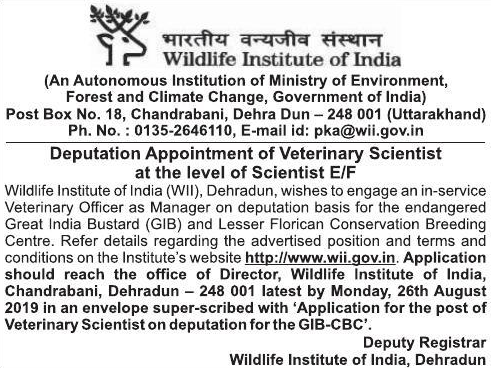 भारतीय वन्यजीव संस्थान
Wildlife Institute of India
(An Autonomous Institution of Ministry of Environment,
Forest and Climate Change, Government of India)
Post Box No. 18, Chandrabani, Dehra Dun – 248 001 (Uttarakhand)
Ph. No. : 0135-2646110, E-mail id: pka@wii.gov.in
Deputation Appointment of Veterinary Scientist
at the level of Scientist E/F
Wildlife Institute of India (WII), Dehradun, wishes to engage an in-service
Veterinary Officer as Manager on deputation basis for the endangered
Great India Bustard (GIB) and Lesser Florican Conservation Breeding
Centre. Refer details regarding the advertised position and terms and
conditions on the Institute's website http://www.wii.gov.in. Application
should reach the office of Director, Wildlife Institute of India,
Chandrabani, Dehradun – 248 001 latest by Monday, 26th August
2019 in an envelope super-scribed with 'Application for the post of
Veterinary Scientist on deputation for the GIB-CBC'.
Deputy Registrar
Wildlife Institute of India, Dehradun